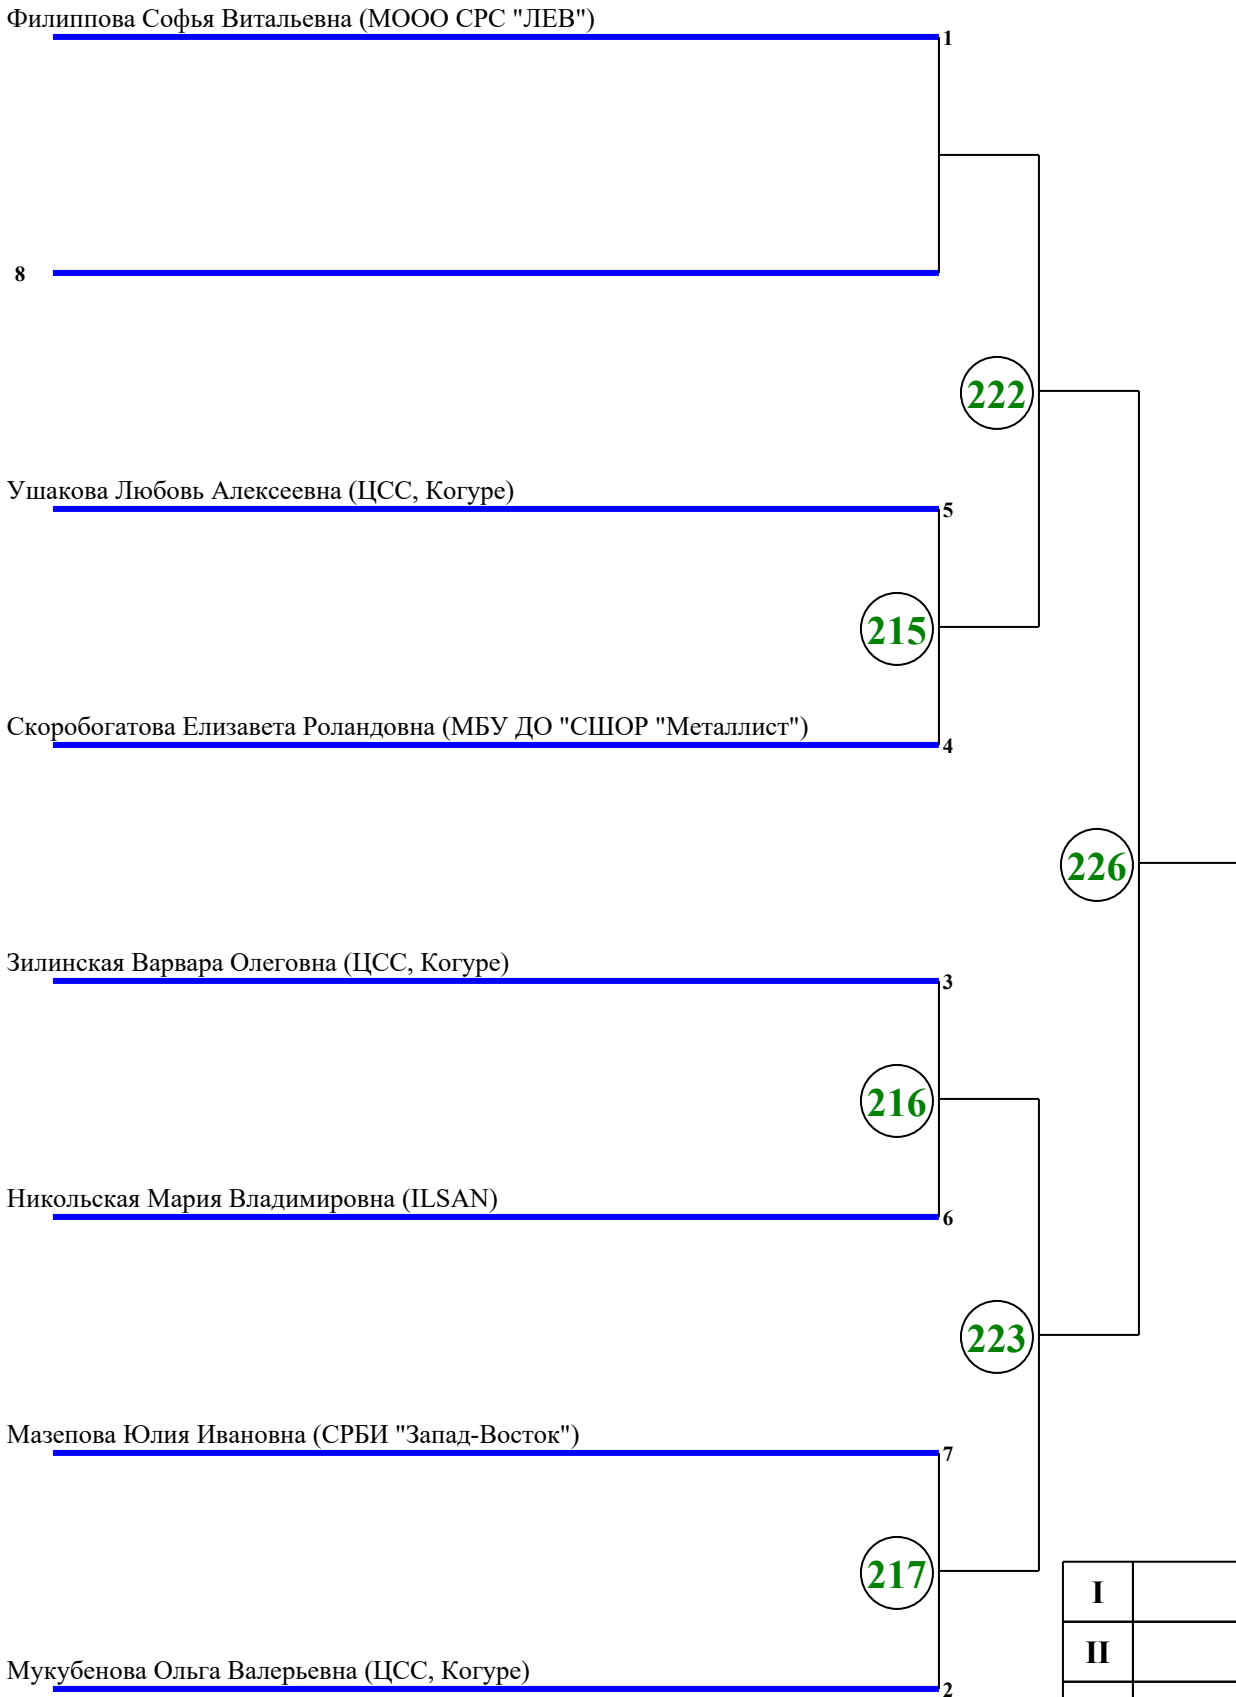 Филиппова Софья Витальевна (МООО СРС "ЛЕВ")
1
8
222
Ушакова Любовь Алексеевна (ЦСС, Когуре)
5
215
Скоробогатова Елизавета Роландовна (МБУ ДО "СШОР "Металлист")
4
226
Зилинская Варвара Олеговна (ЦСС, Когуре)
3
216
Никольская Мария Владимировна (ILSAN)
6
223
Мазепова Юлия Ивановна (СРБИ "Запад-Восток")
7
217
I
II
Мукубенова Ольга Валерьевна (ЦСС, Когуре)
2